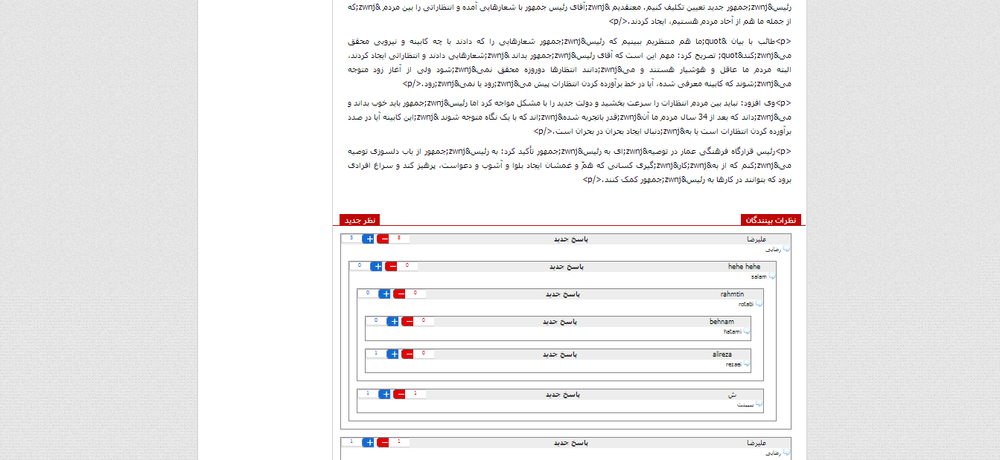 رئیس&zwnj;جمهور جدید تعیین تکلیف کنیم. معتقدیم &zwnj;آقای رئیس جمهور با شعارهایی آمده و انتظاراتی را بین مردم &zwnj;که
از جمله ما هم از آحاد مردم هستیم، ایجاد کردند.</p>
<p>طائب با بیان &quot;ما هم منتظریم ببینیم که رئیس&zwnj;جمهور شعارهایی را که دادند با چه کابینه و نیرویی محقق
می&zwnj;کند&quot; تصریح کرد: مهم این است که آقای رئیس&zwnj;جمهور بداند &zwnj;شعارهایی دادند و انتظاراتی ایجاد کردند،
البته مردم ما عاقل و هوشیار هستند و می&zwnj;دانند انتظارها دوروزه محقق نمی&zwnj;شود ولی از آغاز زود متوجه
می&zwnj;شوند که کابینه معرفی شده، آیا در خط برآورده کردن انتظارات پیش می&zwnj;رود یا نمی&zwnj;رود.</p>
<p>وی افزود: نباید بین مردم انتظارات را سرعت بخشید و دولت جدید را با مشکل مواجه کرد اما رئیس&zwnj;جمهور باید خوب بداند و
می&zwnj;داند که بعد از 34 سال مردم ما آن&zwnj;قدر باتجربه شده&zwnj;اند که با یک نگاه متوجه شوند &zwnj;این کابینه آیا در صدد
برآورده کردن انتظارات است یا به&zwnj;دنبال ایجاد بحران در بحران است.</p>
<p>رئیس قرارگاه فرهنگی عمار در توصیه&zwnj;ای به رئیس&zwnj;جمهور تأکید کرد: به رئیس&zwnj;جمهور از باب دلسوزی توصیه
می&zwnj;کنم که از به&zwnj;کار&zwnj;گیری کسانی که همّ و غمشان ایجاد بلوا و آشوب و دعواست، پرهیز کند و سراغ افرادی
برود که بتوانند در کارها به رئیس&zwnj;جمهور کمک کنند.</p>
نظرات بینندگان نظر جدید
علیرضا پاسخ جدید 8 − + 5
رضایی
hehe hehe پاسخ جدید 0 − + 0
salam
rahmtin پاسخ جدید 0 − + 0
rotabi
behnam پاسخ جدید 0 − + 0
hatami
alireza پاسخ جدید 0 − + 1
rezaei
ش پاسخ جدید 1 − + 1
ببیینت
علیرضا پاسخ جدید 1 − + 1
رضایی